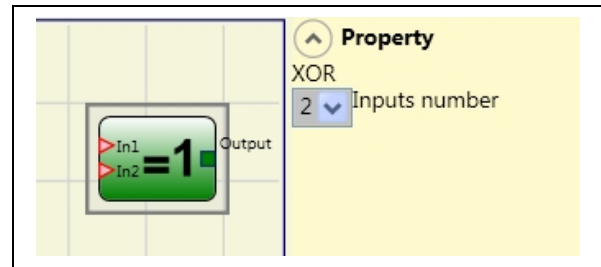 Property
XOR
2 Inputs number
In1
In2
=1
Output